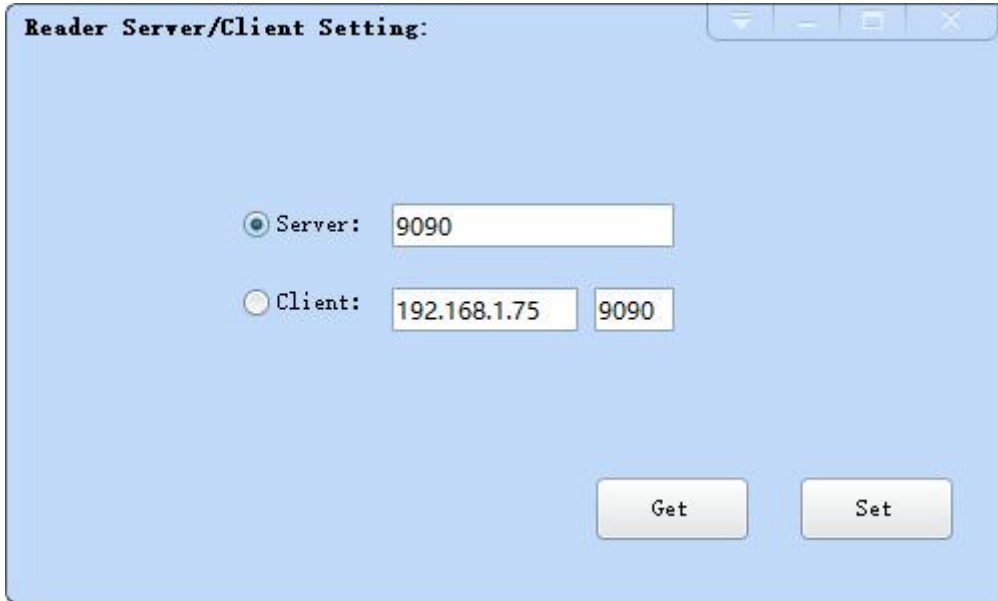 Reader Server/Client Setting:
Server: 9090
Client: 192.168.1.75 9090
Get Set